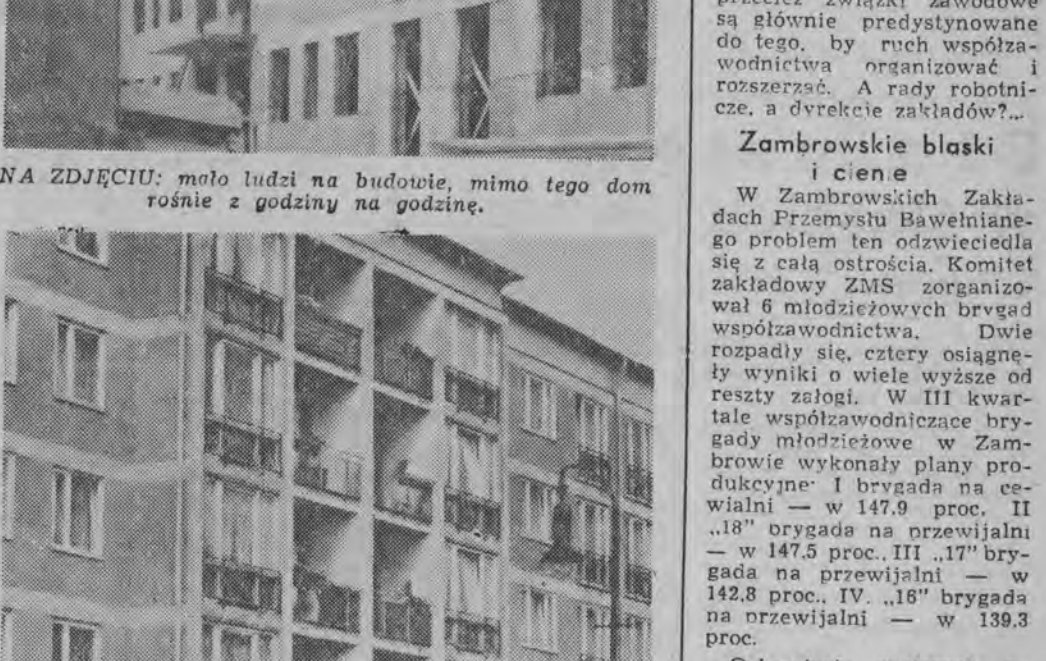 NA ZDJĘCIU: mało ludzi na budowie, mimo tego dom
rośnie z godziny na godzinę.
przecież związki zawodowe
są głównie predystynowane
do tego, by ruch współza-
wodnictwa organizować i
rozszerzać. A rady robotni-
cze, a dyrekcje zakładów?...
Zambrowskie blaski
i cienie
W Zambrowskich Zakła-
dach Przemysłu Bawełniane-
go problem ten odzwieciedla
się z całą ostrością. Komitet
zakładowy ZMS zorganizo-
wał 6 młodzieżowych brygad
współzawodnictwa. Dwie
rozpadły się, cztery osiągnę-
ły wyniki o wiele wyższe od
reszty załogi. W III kwar-
tale współzawodniczące bry-
gady młodzieżowe w Zam-
browie wykonały plany pro-
dukcyjne: I brygada na ce-
wialni — w 147,9 proc. II
„18” brygada na przewijalni
— w 147,5 proc., III „17” bry-
gada na przewijalni — w
142,8 proc., IV. „16” brygada
na przewijalni — w 139,3
proc.